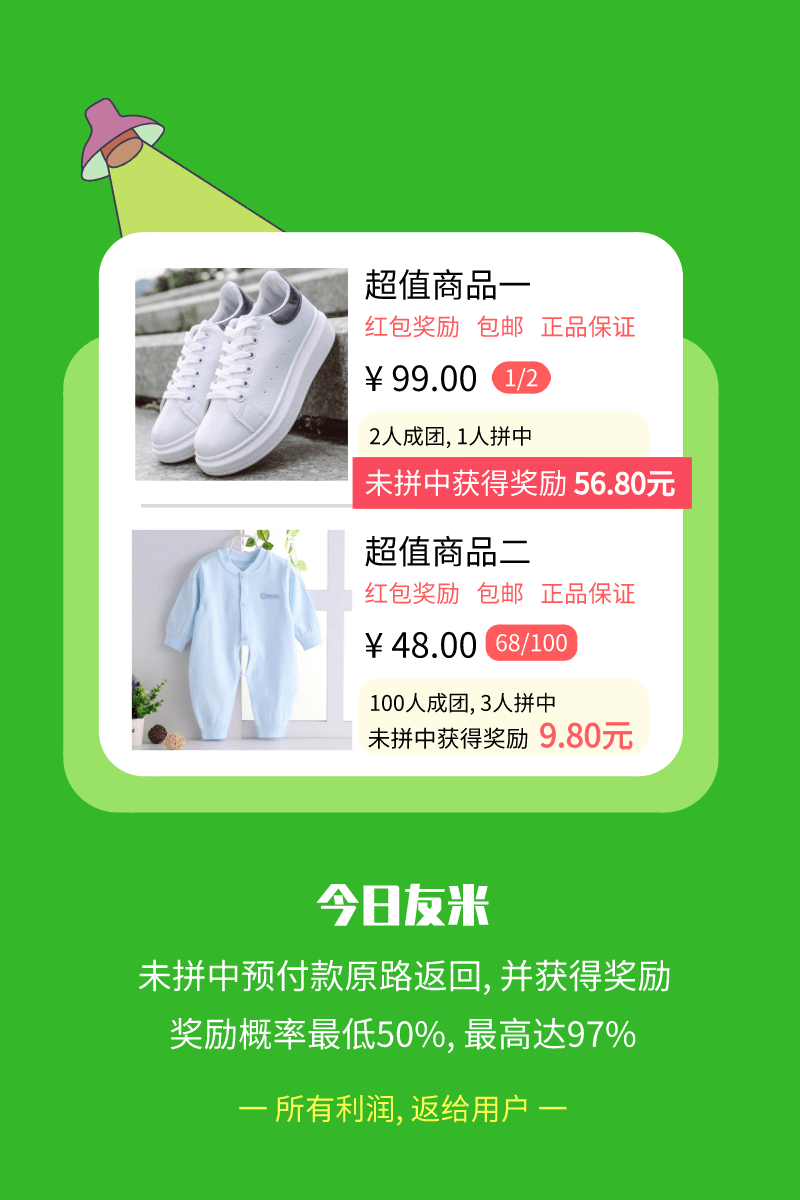 超值商品一
红包奖励 包邮 正品保证
¥ 99.00 1/2
2人成团, 1人拼中
未拼中获得奖励 56.80元
超值商品二
红包奖励 包邮 正品保证
¥ 48.00 68/100
100人成团, 3人拼中
未拼中获得奖励 9.80元
今日友米
未拼中预付款原路返回, 并获得奖励
奖励概率最低50%, 最高达97%
一 所有利润, 返给用户 一